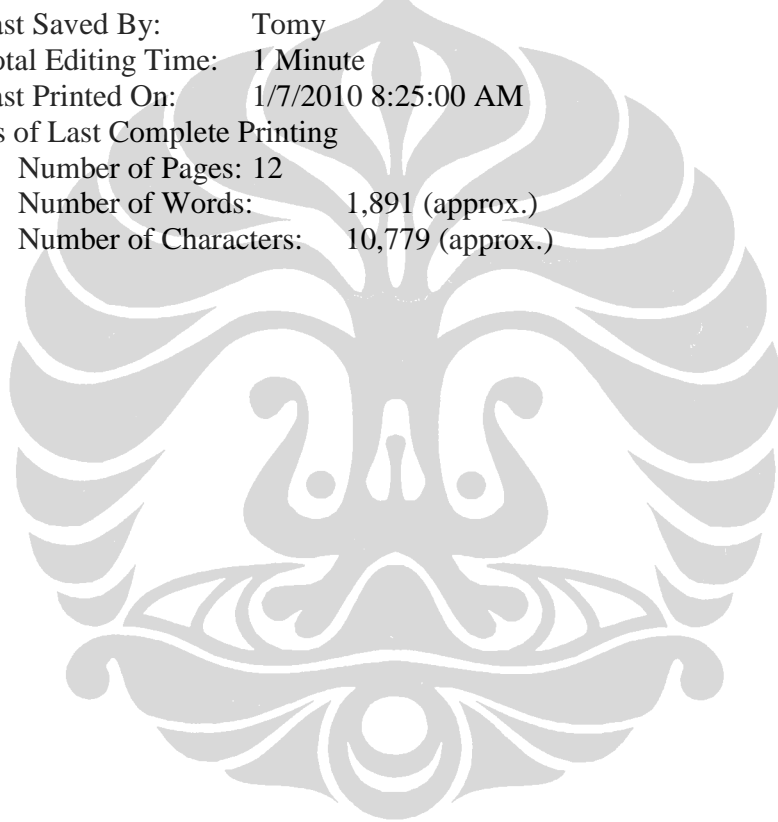 ast Saved By: Tomy
otal Editing Time: 1 Minute
ast Printed On: 1/7/2010 8:25:00 AM
s of Last Complete Printing
Number of Pages: 12
Number of Words: 1,891 (approx.)
Number of Characters: 10,779 (approx.)